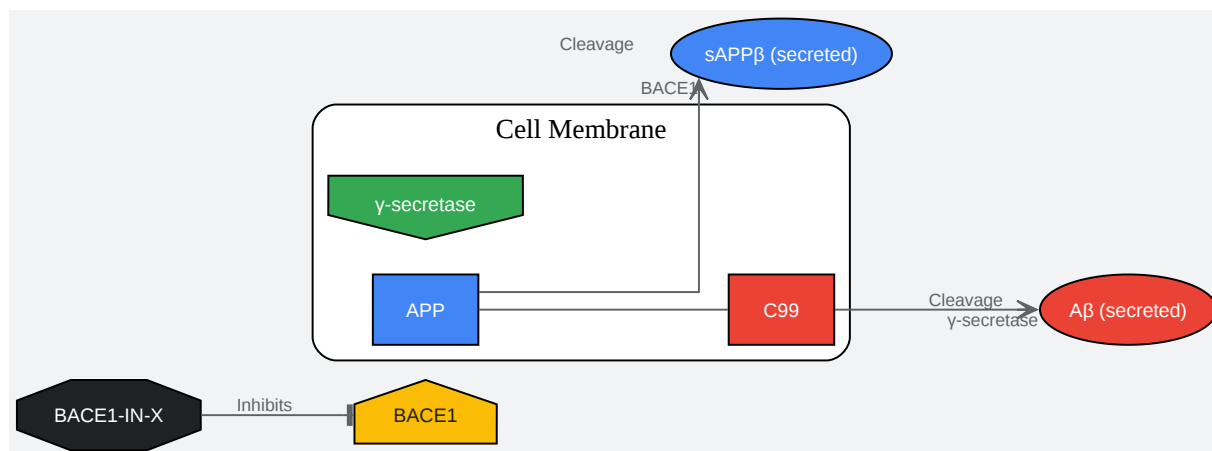 Cleavage
sAPPβ (secreted)
BACE1
Cell Membrane
γ-secretase
APP
C99
Cleavage
γ-secretase
Aβ (secreted)
BACE1-IN-X
Inhibits
BACE1